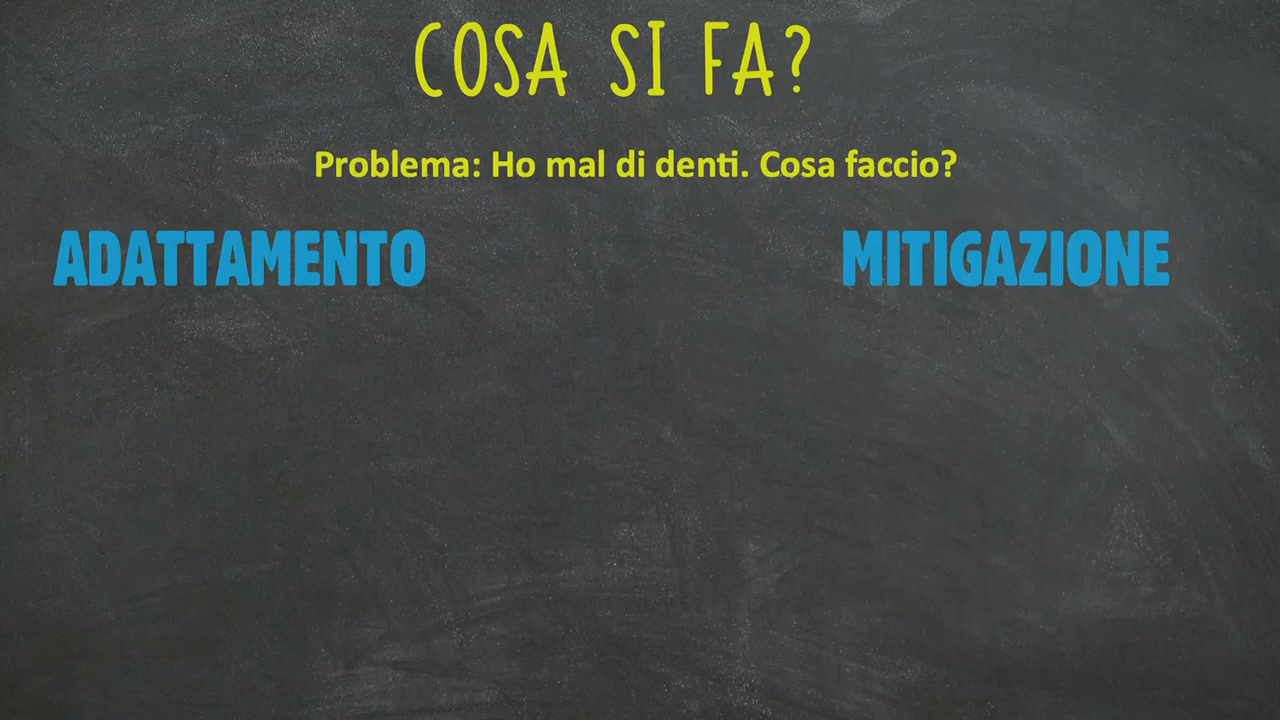 COSA SI FA?
Problema: Ho mal di denti. Cosa faccio?
ADATTAMENTO
MITIGAZIONE